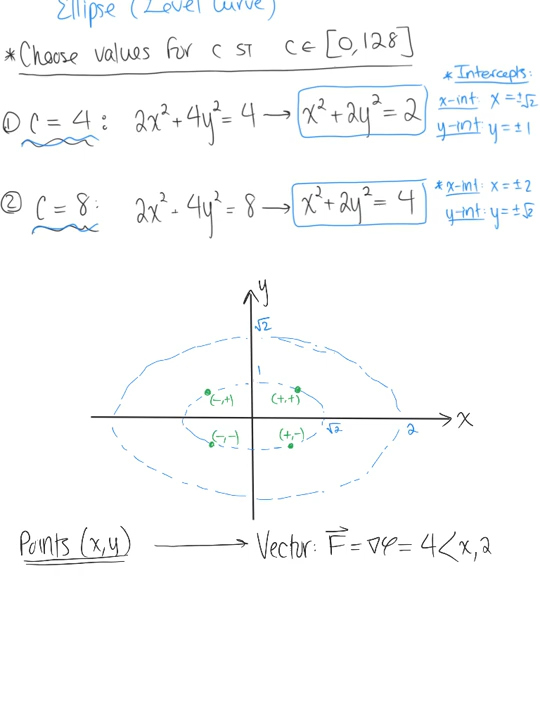 Ellipse (Level Curve)
*Choose values for c st c ∈ [0,128]
*Intercepts:
① C = 4: 2x² + 4y² = 4 → x² + 2y² = 2
x-int: x = ±√2
y-int: y = ±1
② C = 8: 2x² + 4y² = 8 → x² + 2y² = 4
*x-int: x = ±2
y-int: y = ±√2
y
√2
1
(-,+) (+,+)
x
√2 2
(-,-) (+,-)
Points (x,y) → Vector: F⃗ = ∇φ = 4<x,2